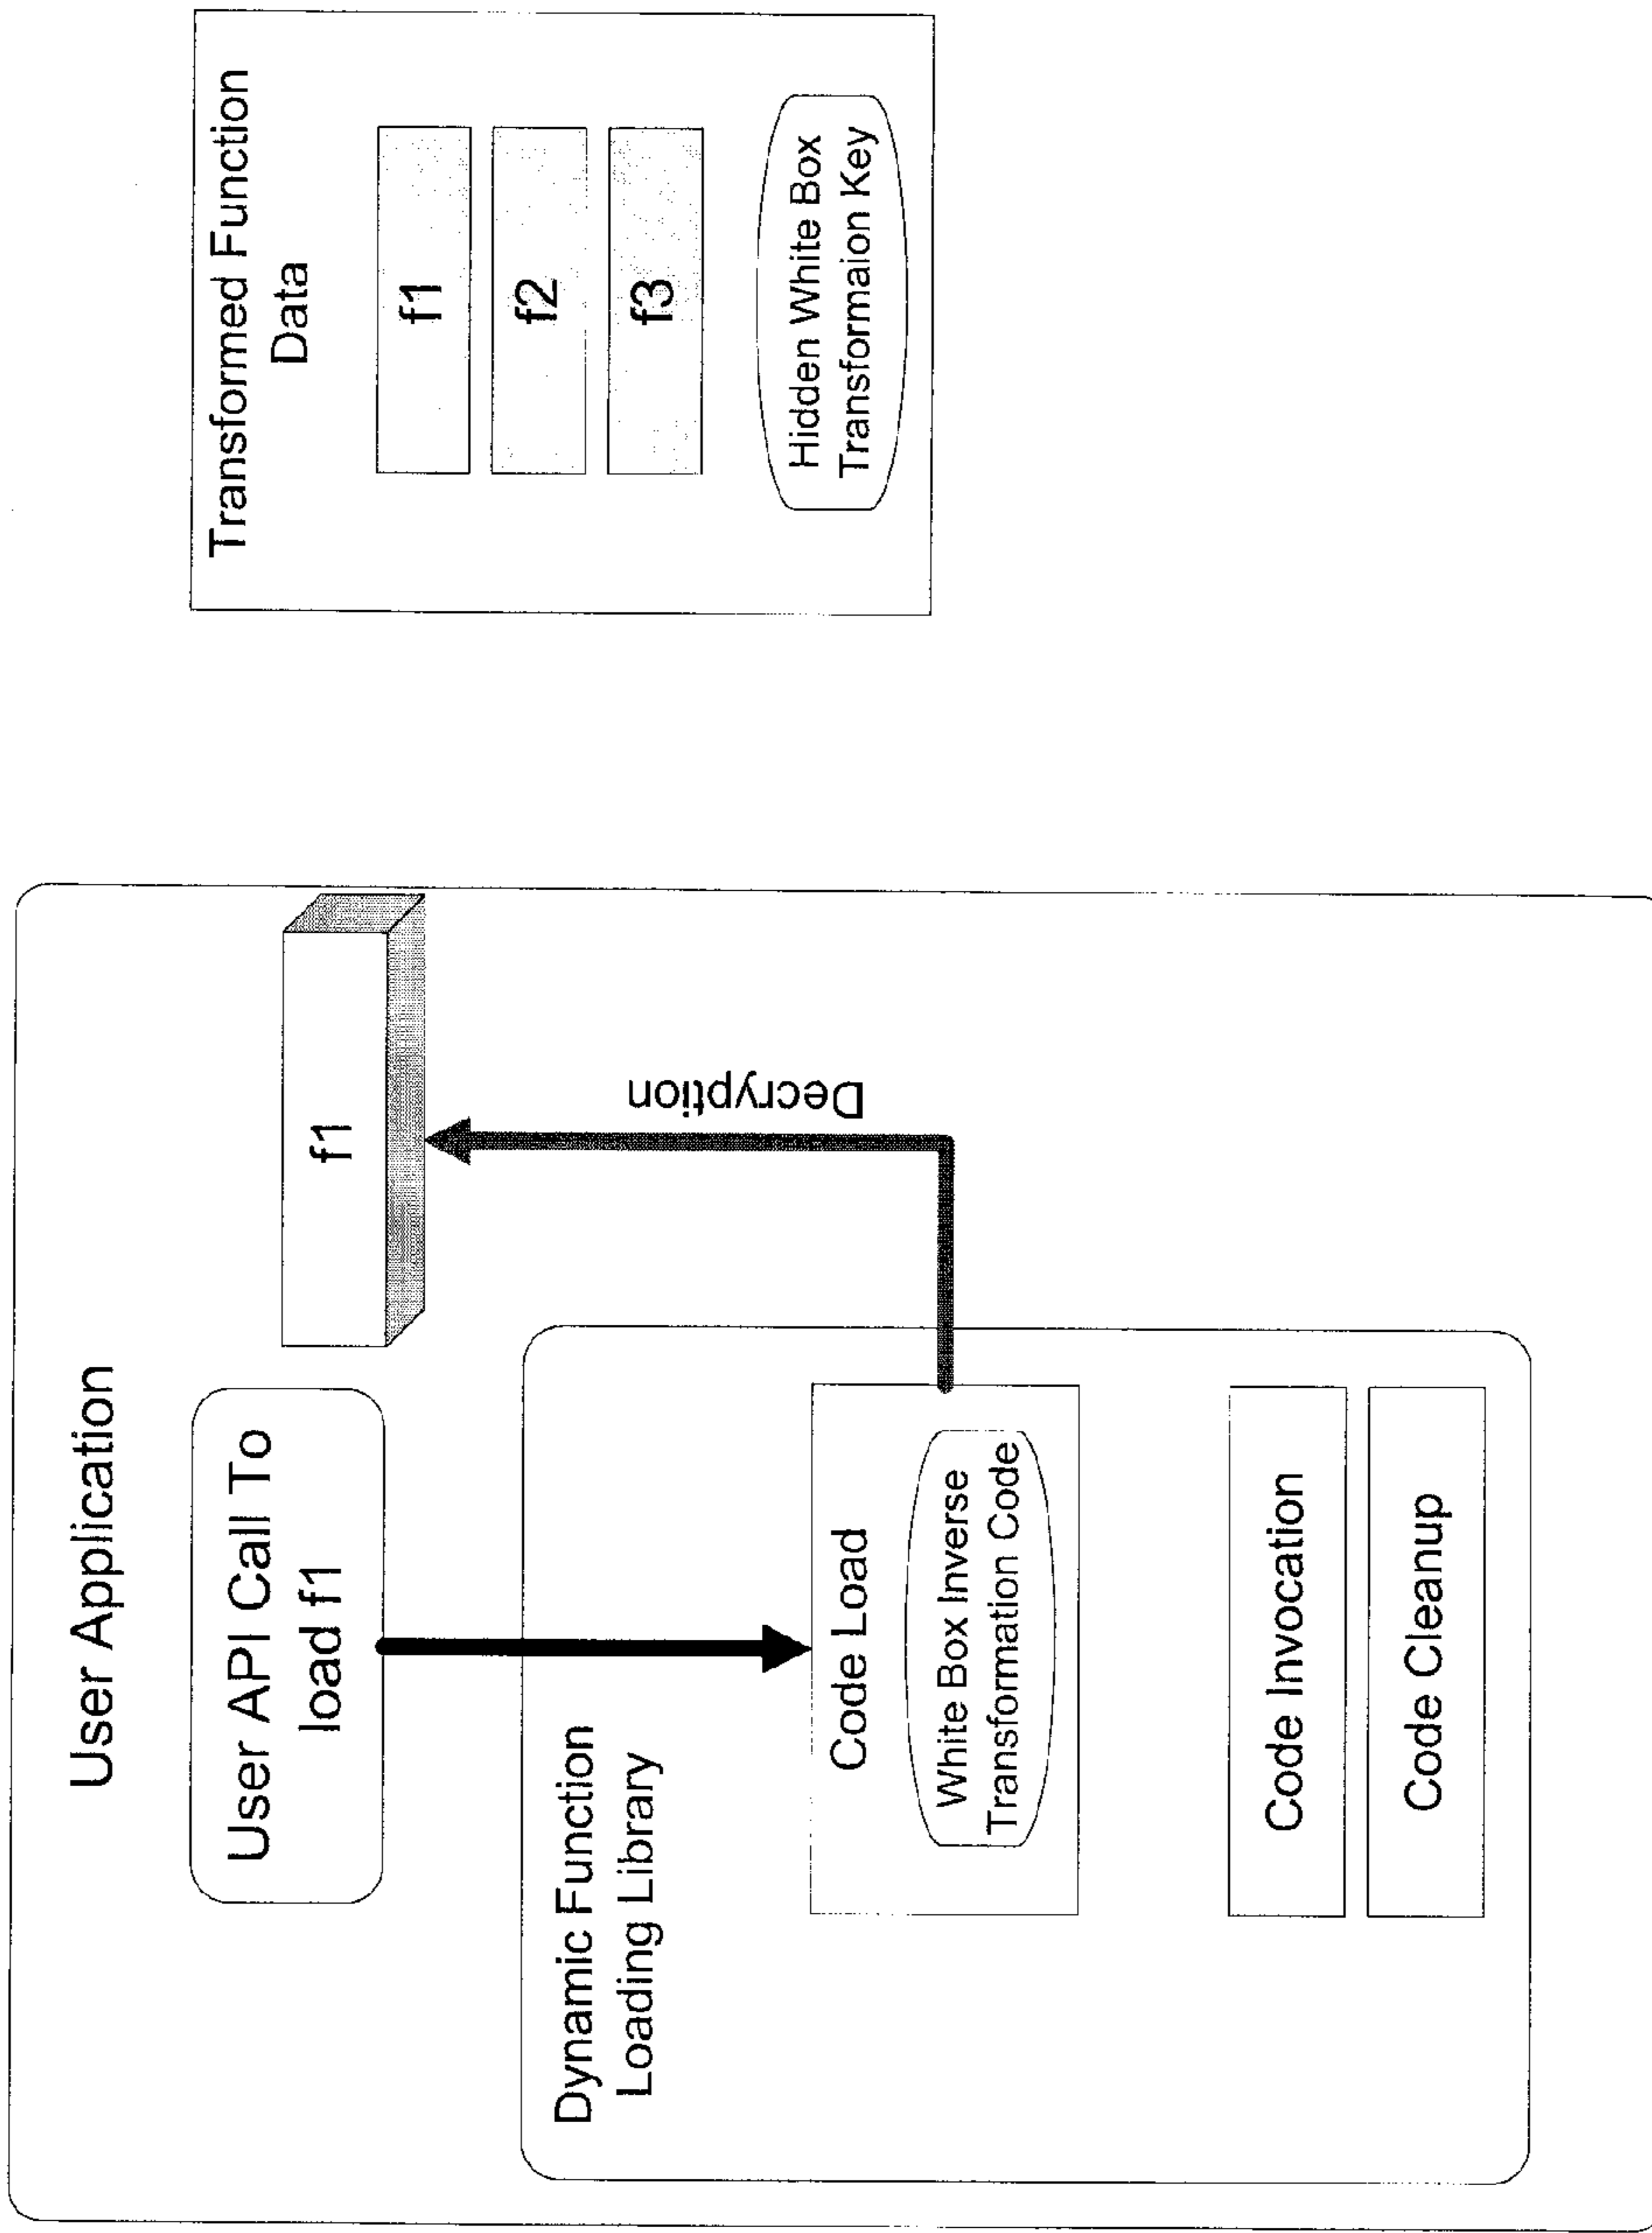 User Application
User API Call To
load f1
f1
Dynamic Function
Loading Library
Code Load
White Box Inverse
Transformation Code
Decryption
Code Invocation
Code Cleanup
Transformed Function
Data
f1
f2
f3
Hidden White Box
Transformaion Key